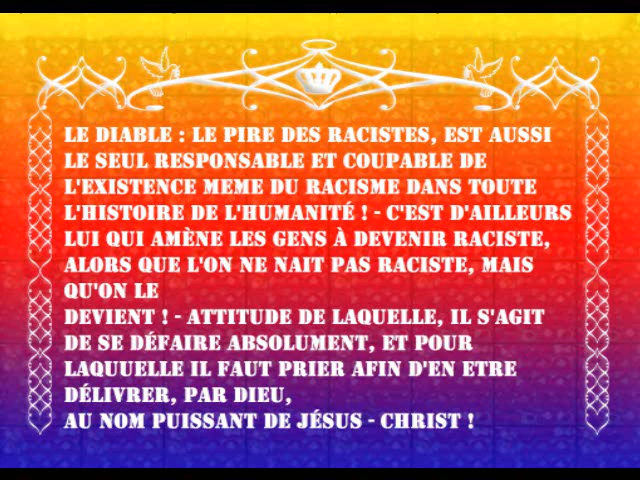 LE DIABLE : LE PIRE DES RACISTES, EST AUSSI
LE SEUL RESPONSABLE ET COUPABLE DE
L'EXISTENCE MEME DU RACISME DANS TOUTE
L'HISTOIRE DE L'HUMANITÉ ! - C'EST D'AILLEURS
LUI QUI AMÈNE LES GENS À DEVENIR RACISTE,
ALORS QUE L'ON NE NAIT PAS RACISTE, MAIS
QU'ON LE
DEVIENT ! - ATTITUDE DE LAQUELLE, IL S'AGIT
DE SE DÉFAIRE ABSOLUMENT, ET POUR
LAQUUELLE IL FAUT PRIER AFIN D'EN ETRE
DÉLIVRER, PAR DIEU,
AU NOM PUISSANT DE JÉSUS - CHRIST !